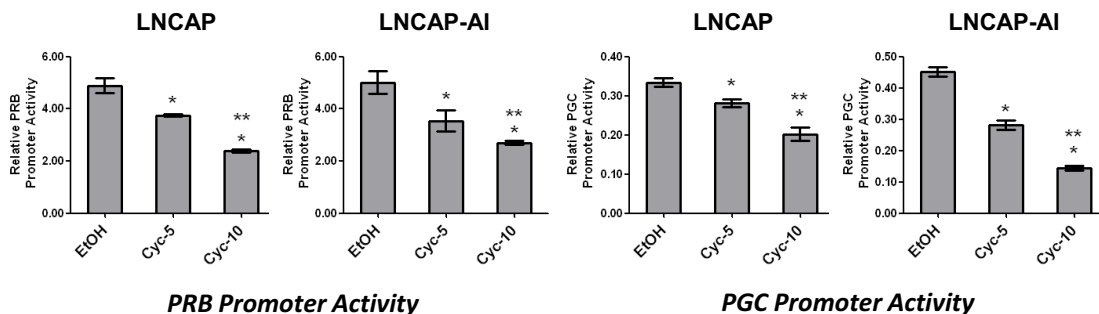 LNCAP
LNCAP-AI
LNCAP
LNCAP-AI
Relative PRB
Promoter Activity
6.00
4.00
2.00
0.00
*
**
*
EtOH
Cyc-5
Cyc-10
Relative PRB
Promoter Activity
6.00
4.00
2.00
0.00
*
**
*
EtOH
Cyc-5
Cyc-10
Relative PGC
Promoter Activity
0.40
0.30
0.20
0.10
0.00
*
**
*
EtOH
Cyc-5
Cyc-10
Relative PGC
Promoter Activity
0.50
0.40
0.30
0.20
0.10
0.00
*
**
*
EtOH
Cyc-5
Cyc-10
PRB Promoter Activity
PGC Promoter Activity